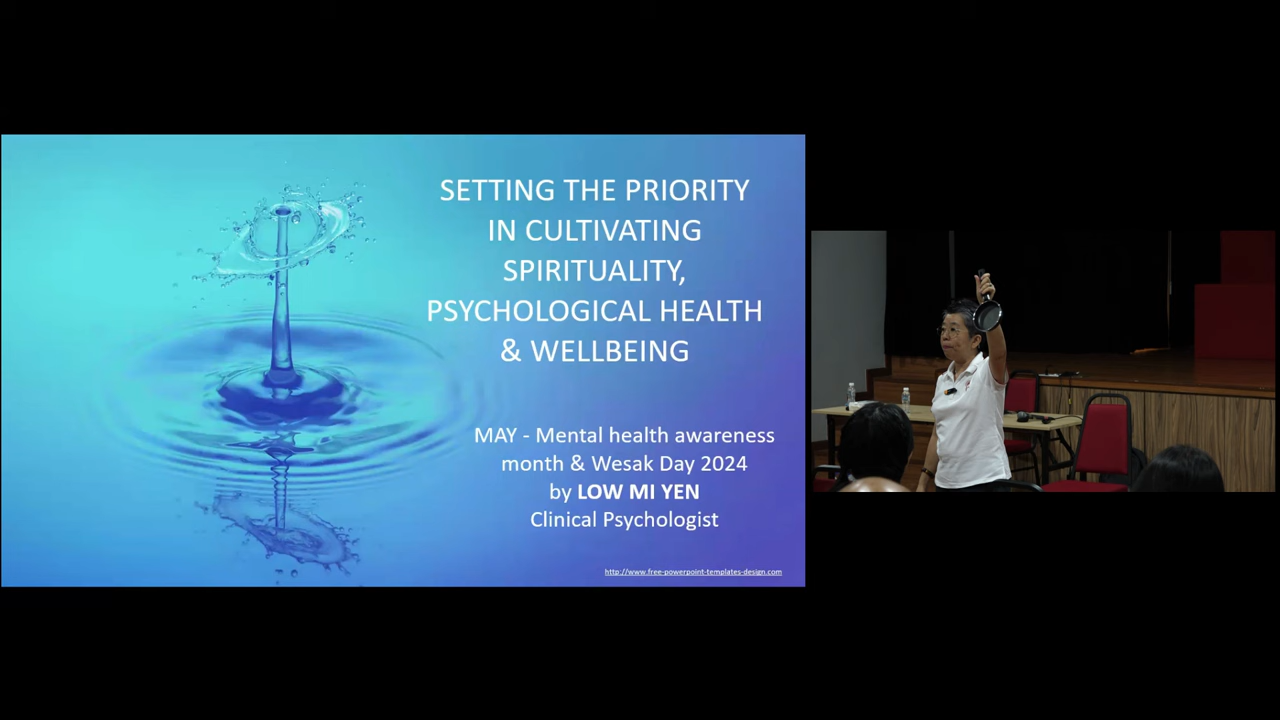 SETTING THE PRIORITY
IN CULTIVATING
SPIRITUALITY,
PSYCHOLOGICAL HEALTH
& WELLBEING
MAY - Mental health awareness
month & Wesak Day 2024
by LOW MI YEN
Clinical Psychologist
http://www.free-powerpoint-templates-design.com